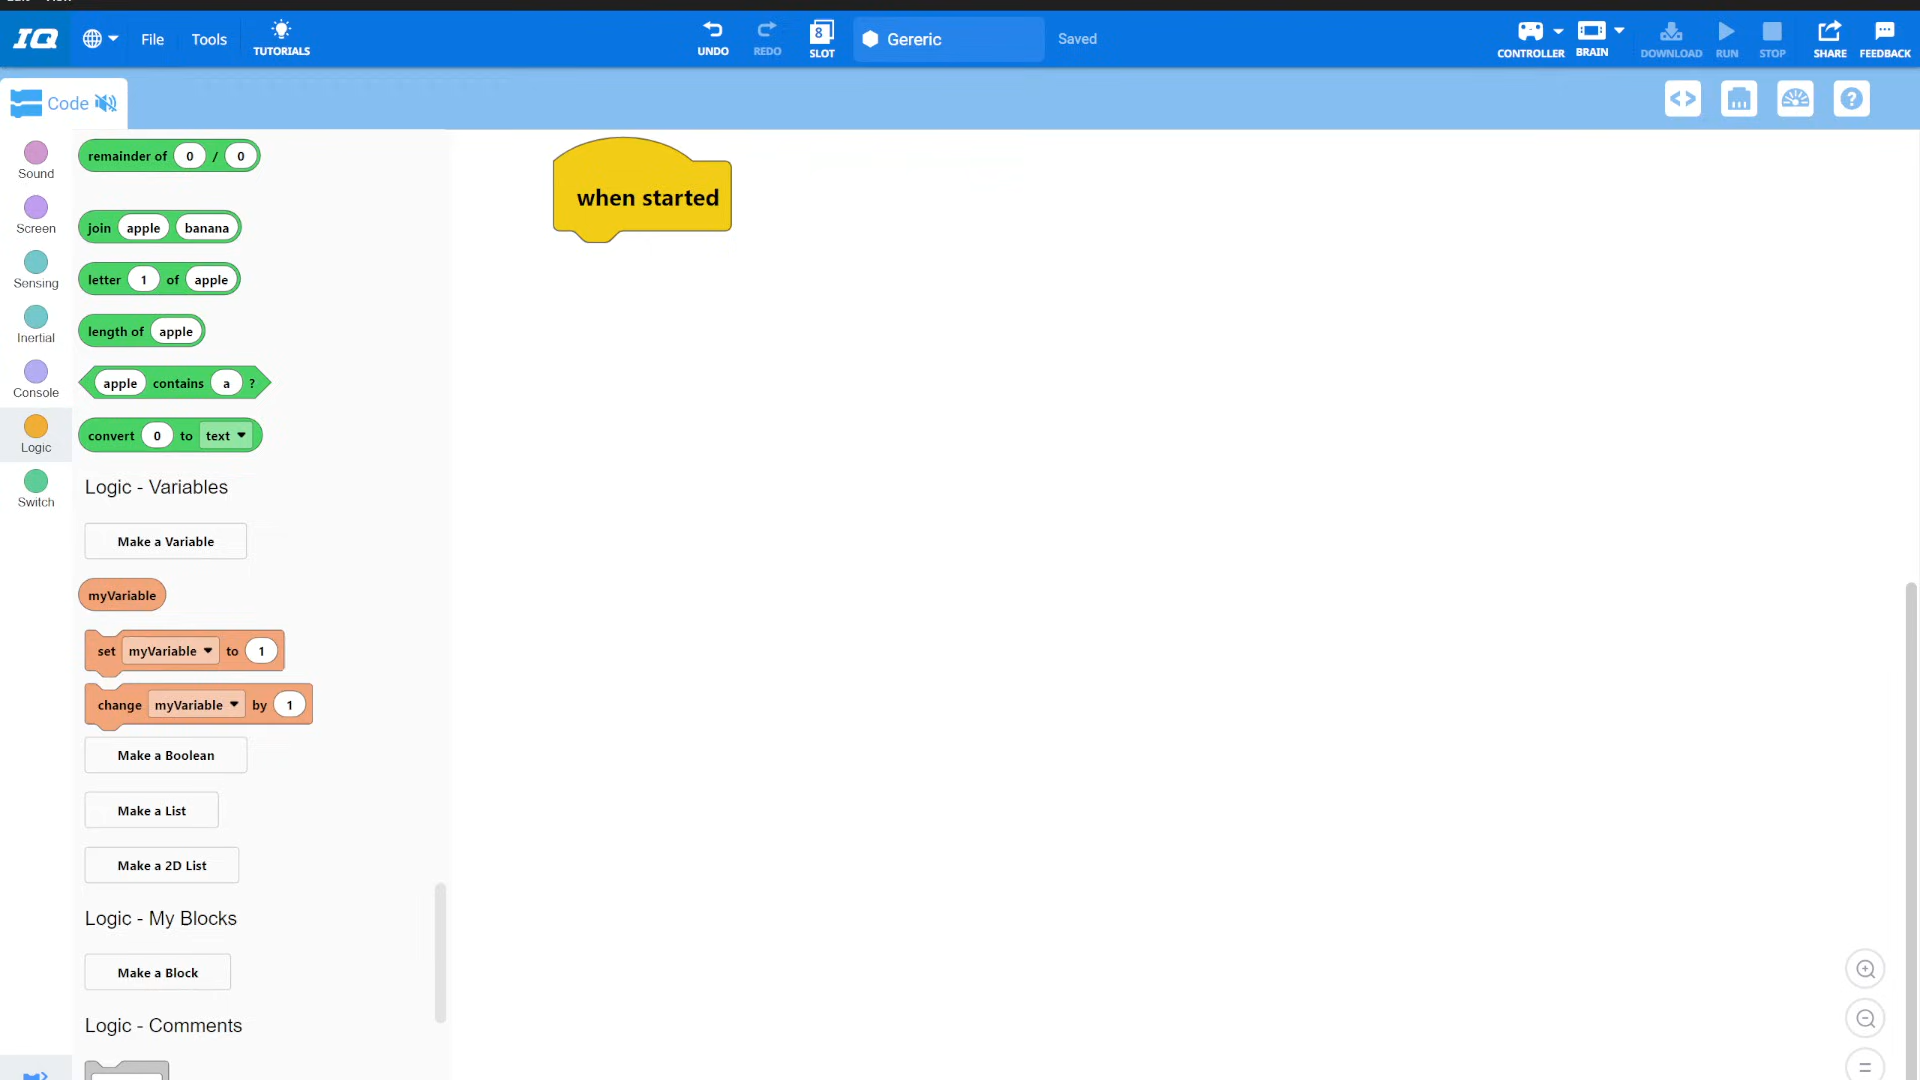 IQ
File
Tools
TUTORIALS
UNDO
REDO
8
SLOT
Gereric
Saved
CONTROLLER
BRAIN
DOWNLOAD
RUN
STOP
SHARE
FEEDBACK
Code
Sound
Screen
Sensing
Inertial
Console
Logic
Switch
remainder of 0 / 0
join apple banana
letter 1 of apple
length of apple
apple contains a ?
convert 0 to text
Logic - Variables
Make a Variable
myVariable
set myVariable to 1
change myVariable by 1
Make a Boolean
Make a List
Make a 2D List
Logic - My Blocks
Make a Block
Logic - Comments
when started